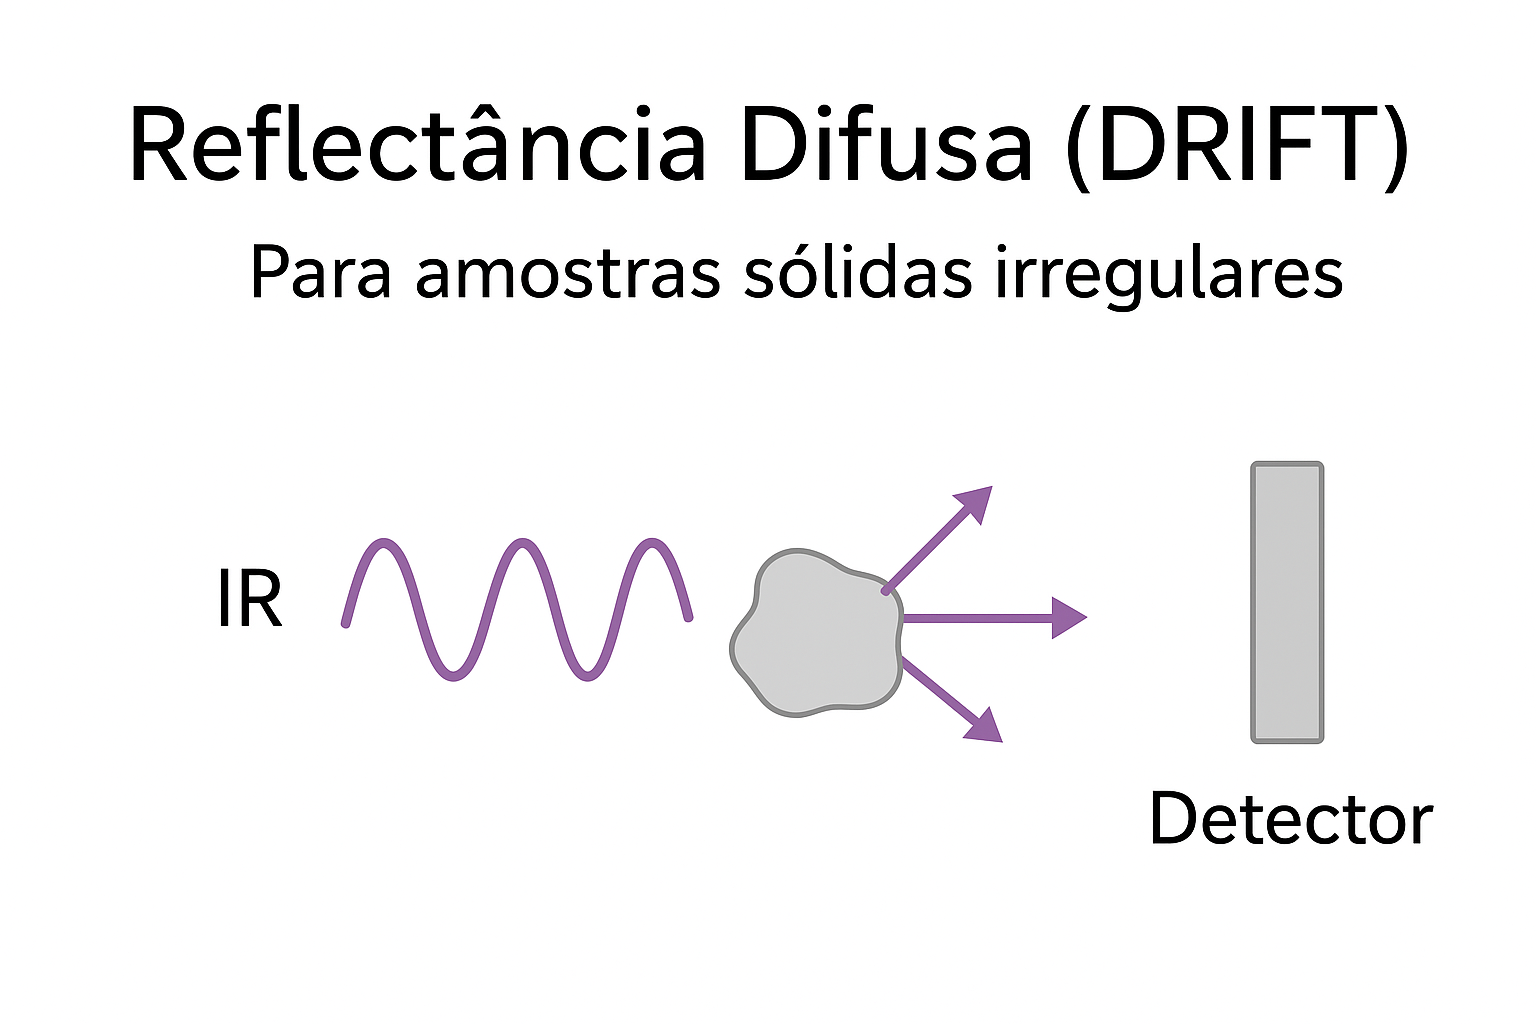 Reflectância Difusa (DRIFT)
Para amostras sólidas irregulares
IR
Detector